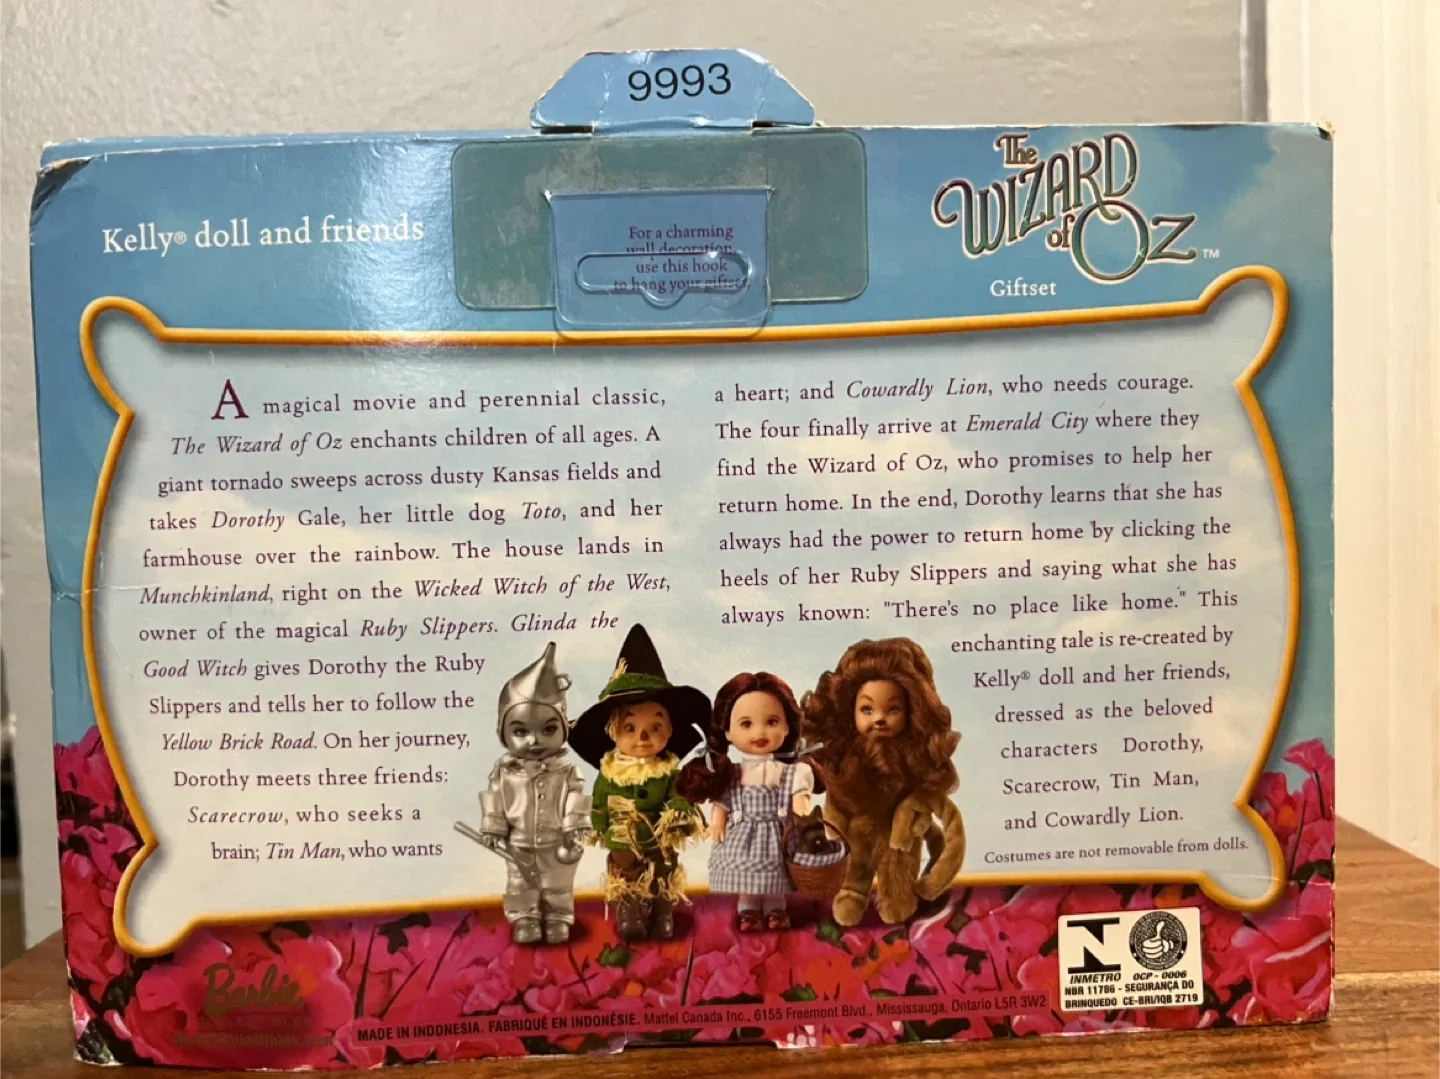 9993
Kelly® doll and friends
For a charming
wall decoration,
use this hook
to hang your giftset.
The
WIZARD
of OZ™
Giftset
A magical movie and perennial classic,
The Wizard of Oz enchants children of all ages. A
giant tornado sweeps across dusty Kansas fields and
takes Dorothy Gale, her little dog Toto, and her
farmhouse over the rainbow. The house lands in
Munchkinland, right on the Wicked Witch of the West,
owner of the magical Ruby Slippers. Glinda the
Good Witch gives Dorothy the Ruby
Slippers and tells her to follow the
Yellow Brick Road. On her journey,
Dorothy meets three friends:
Scarecrow, who seeks a
brain; Tin Man, who wants
a heart; and Cowardly Lion, who needs courage.
The four finally arrive at Emerald City where they
find the Wizard of Oz, who promises to help her
return home. In the end, Dorothy learns that she has
always had the power to return home by clicking the
heels of her Ruby Slippers and saying what she has
always known: "There's no place like home." This
enchanting tale is re-created by
Kelly® doll and her friends,
dressed as the beloved
characters Dorothy,
Scarecrow, Tin Man,
and Cowardly Lion.
Costumes are not removable from dolls.
Barbie
MADE IN INDONESIA. FABRIQUÉ EN INDONÉSIE. Mattel Canada Inc., 6155 Freemont Blvd., Mississauga, Ontario L5R 3W2
N
INMETRO OCP - 0006
NBR 11786 - SEGURANÇA DO
BRINQUEDO CE-BRI/IQB 2719